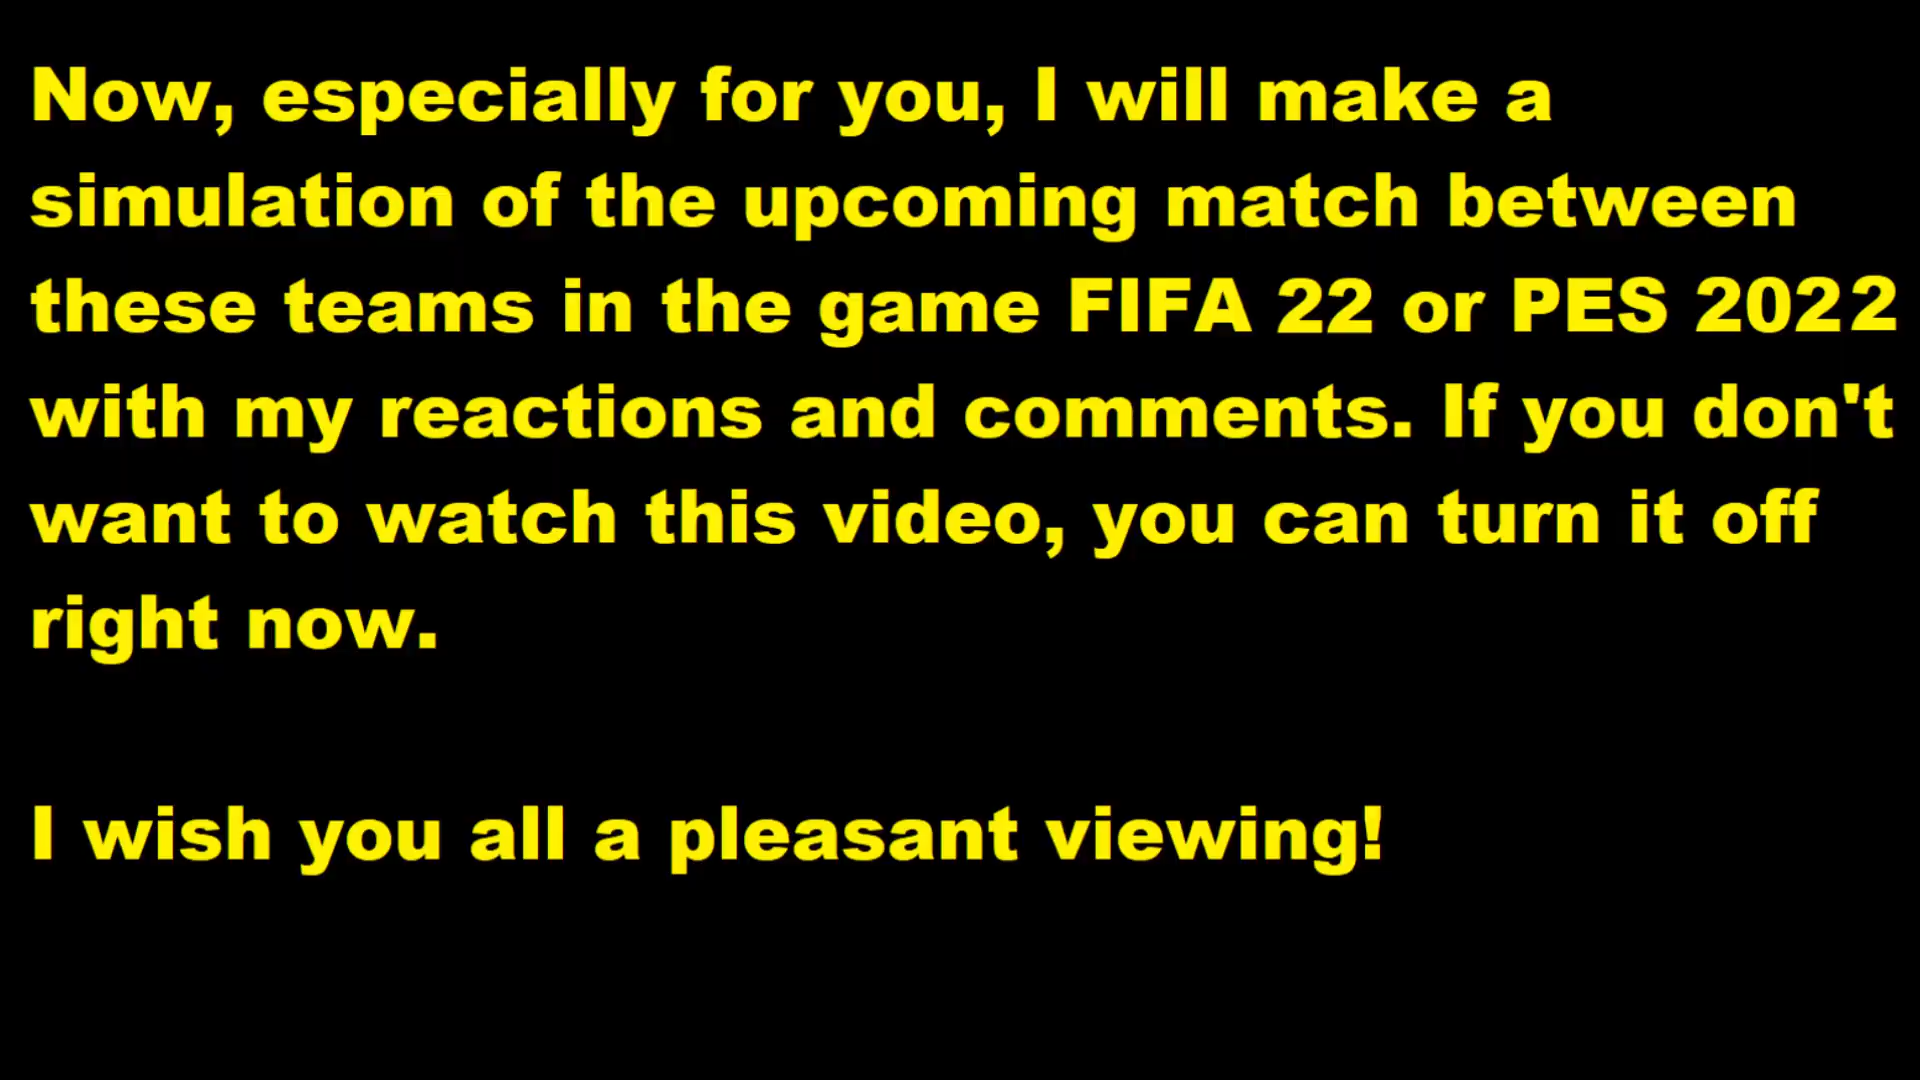 Now, especially for you, I will make a
simulation of the upcoming match between
these teams in the game FIFA 22 or PES 2022
with my reactions and comments. If you don't
want to watch this video, you can turn it off
right now.
I wish you all a pleasant viewing!